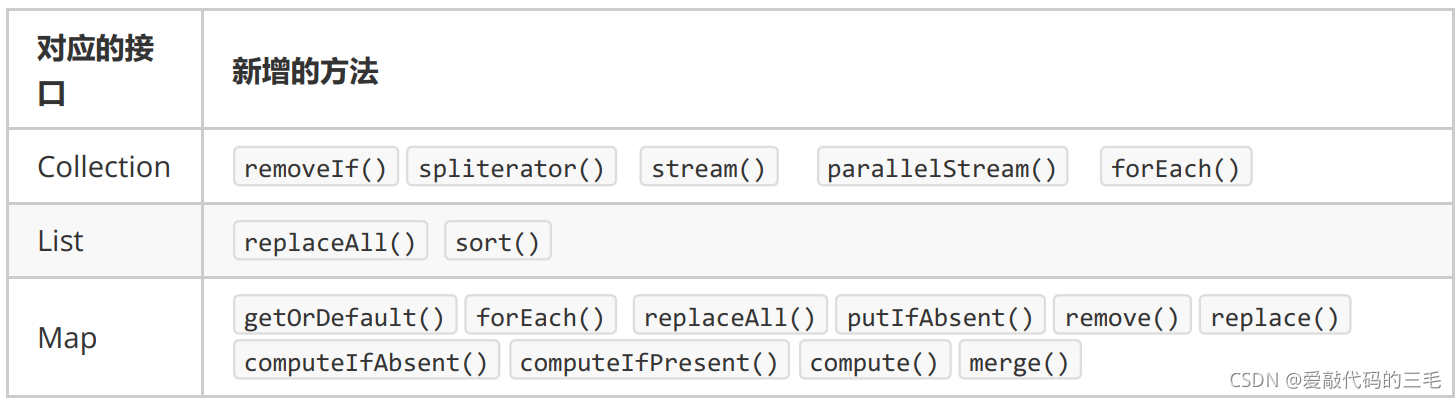 对应的接
口
新增的方法
Collection
removeIf() spliterator() stream() parallelStream() forEach()
List
replaceAll() sort()
Map
getOrDefault() forEach() replaceAll() putIfAbsent() remove() replace()
computeIfAbsent() computeIfPresent() compute() merge()
CSDN @爱敲代码的三毛